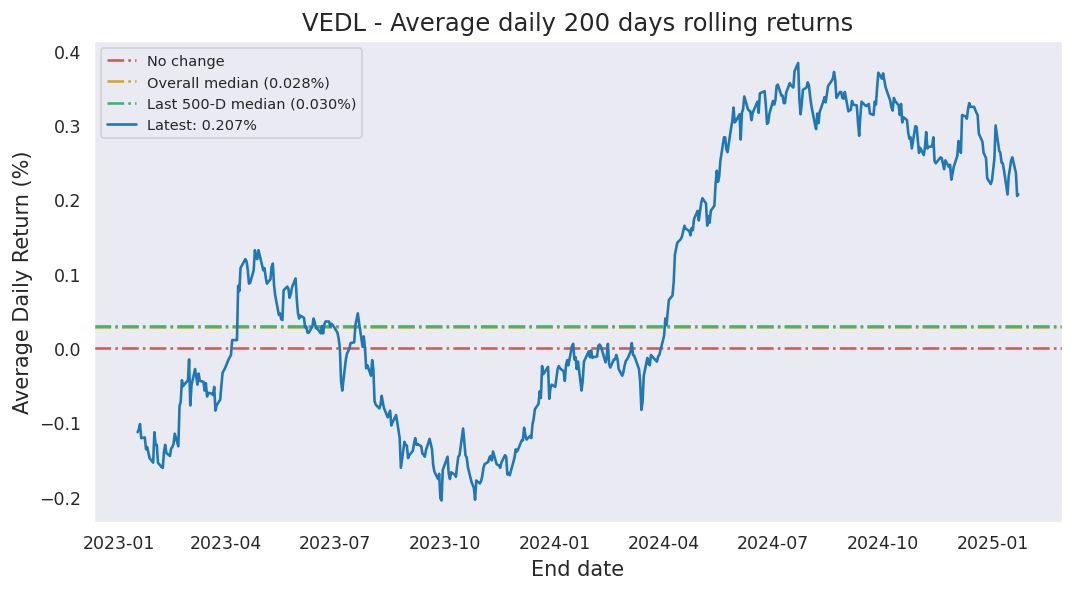 VEDL - Average daily 200 days rolling returns
No change
Overall median (0.028%)
Last 500-D median (0.030%)
Latest: 0.207%
Average Daily Return (%)
0.4
0.3
0.2
0.1
0.0
−0.1
−0.2
2023-01 2023-04 2023-07 2023-10 2024-01 2024-04 2024-07 2024-10 2025-01
End date